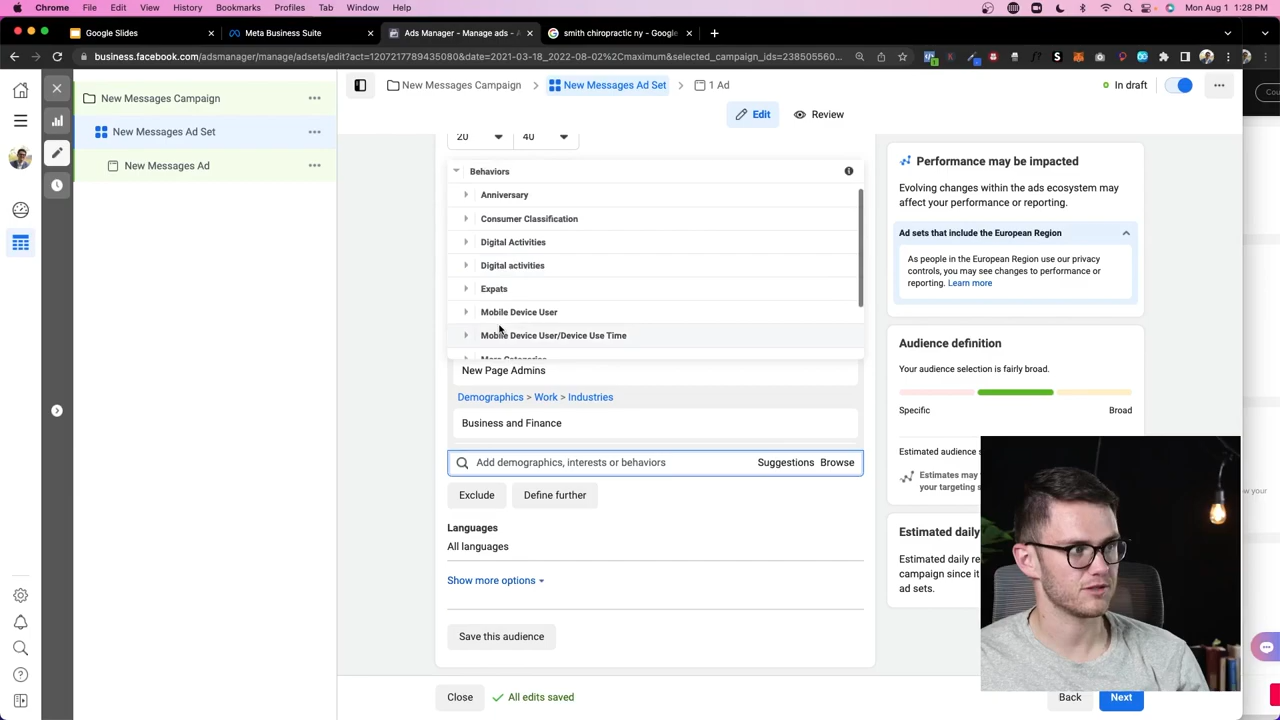 Chrome File Edit View History Bookmarks Profiles Tab Window Help Mon Aug 1 1:28 PM
Google Slides × Meta Business Suite × Ads Manager - Manage ads - × smith chiropractic ny - Google × +
business.facebook.com/adsmanager/manage/adsets/edit?act=1207217439435080&date=2021-03-18_2022-08-02%2Cmaximum&selected_campaign_ids=238505560...
New Messages Campaign
New Messages Ad Set
New Messages Ad
New Messages Campaign > New Messages Ad Set > 1 Ad
In draft
Edit Review
20 40
Behaviors
Anniversary
Consumer Classification
Digital Activities
Digital activities
Expats
Mobile Device User
Mobile Device User/Device Use Time
More Categories
New Page Admins
Demographics > Work > Industries
Business and Finance
Add demographics, interests or behaviors Suggestions Browse
Exclude Define further
Languages
All languages
Show more options
Save this audience
Close All edits saved
Back Next
Performance may be impacted
Evolving changes within the ads ecosystem may
affect your performance or reporting.
Ad sets that include the European Region
As people in the European Region use our privacy
controls, you may see changes to performance or
reporting. Learn more
Audience definition
Your audience selection is fairly broad.
Specific Broad
Estimated audience s
Estimates may
your targeting s
Estimated daily
Estimated daily re
campaign since it
ad sets.